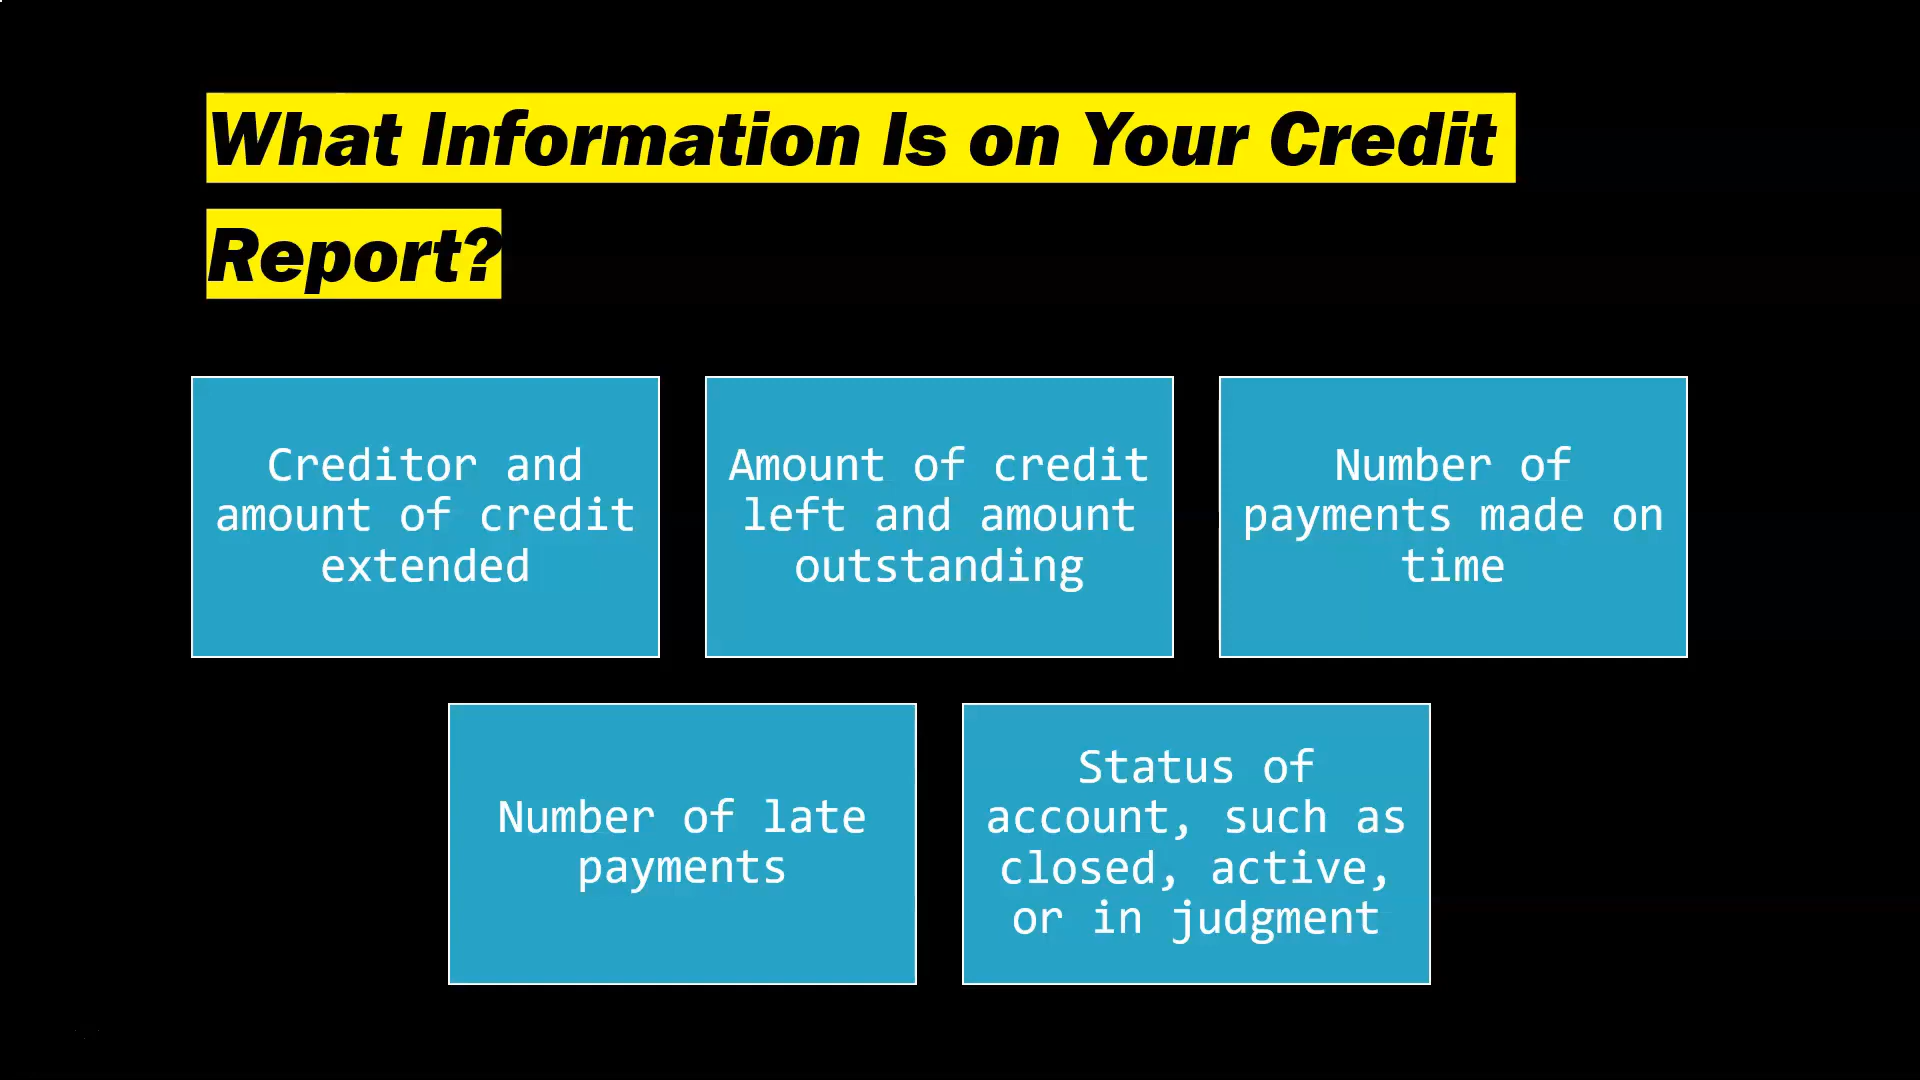 What Information Is on Your Credit
Report?
Creditor and
amount of credit
extended
Amount of credit
left and amount
outstanding
Number of
payments made on
time
Number of late
payments
Status of
account, such as
closed, active,
or in judgment